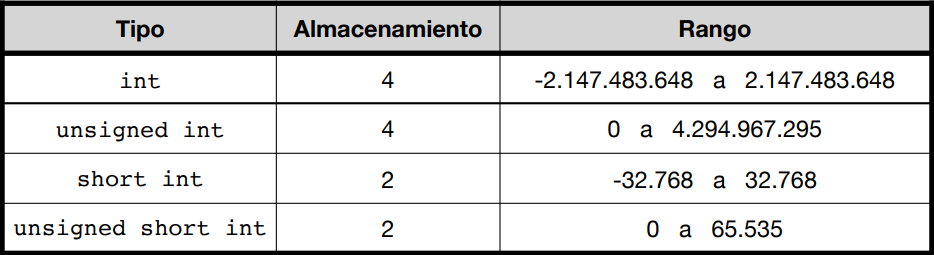 Tipo Almacenamiento Rango
int 4 -2.147.483.648 a 2.147.483.648
unsigned int 4 0 a 4.294.967.295
short int 2 -32.768 a 32.768
unsigned short int 2 0 a 65.535